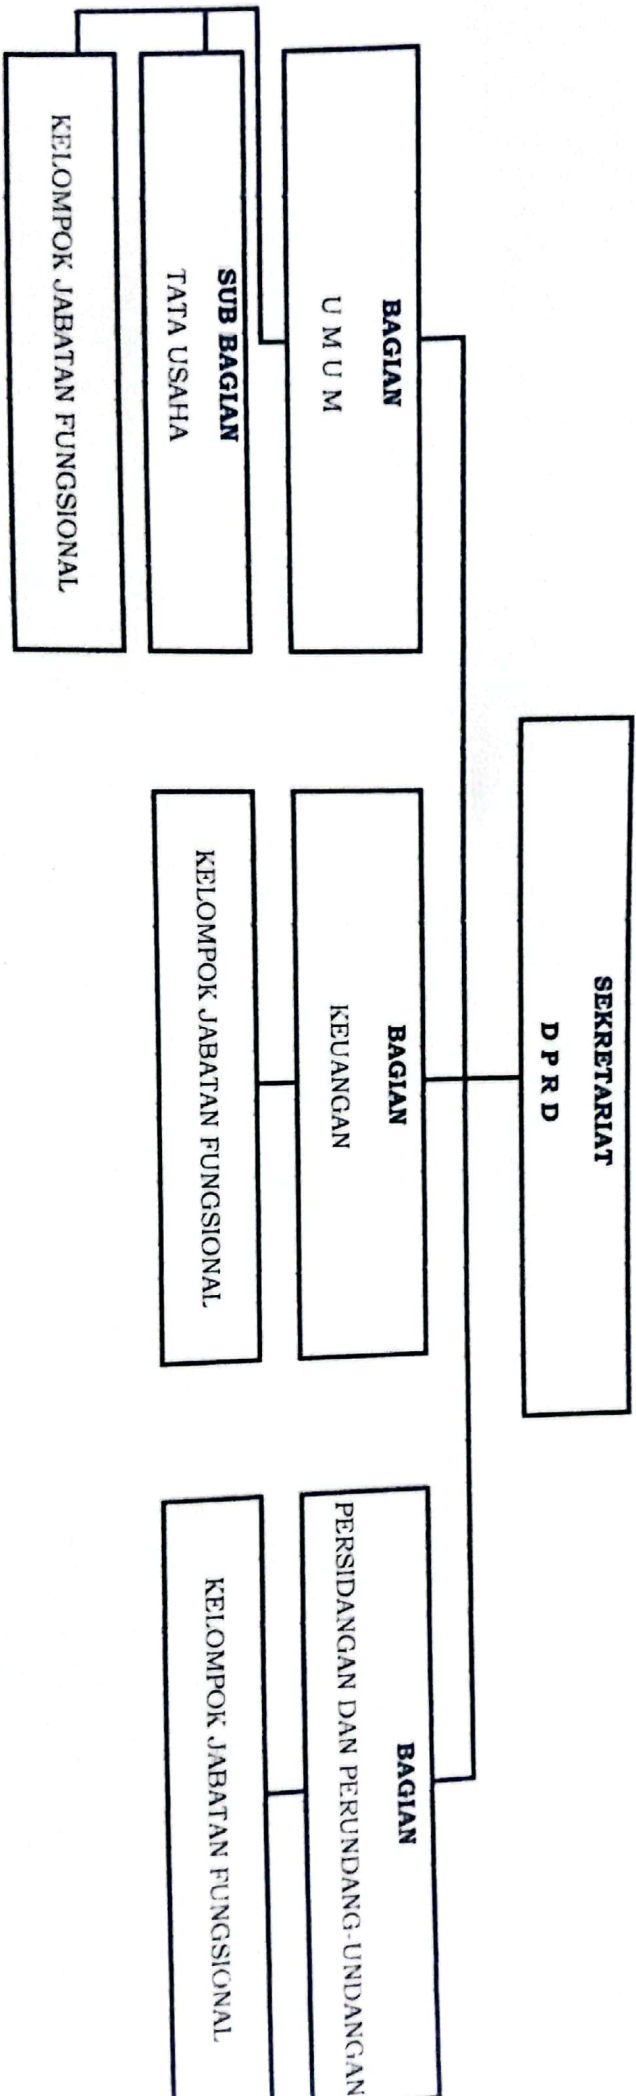 SEKRETARIAT
D P R D
BAGIAN
U M U M
SUB BAGIAN
TATA USAHA
KELOMPOK JABATAN FUNGSIONAL
BAGIAN
KEUANGAN
KELOMPOK JABATAN FUNGSIONAL
BAGIAN
PERSIDANGAN DAN PERUNDANG-UNDANGAN
KELOMPOK JABATAN FUNGSIONAL